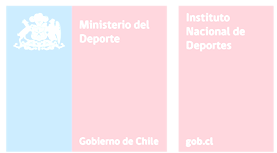 Ministerio del
Deporte
Gobierno de Chile
Instituto
Nacional de
Deportes
gob.cl